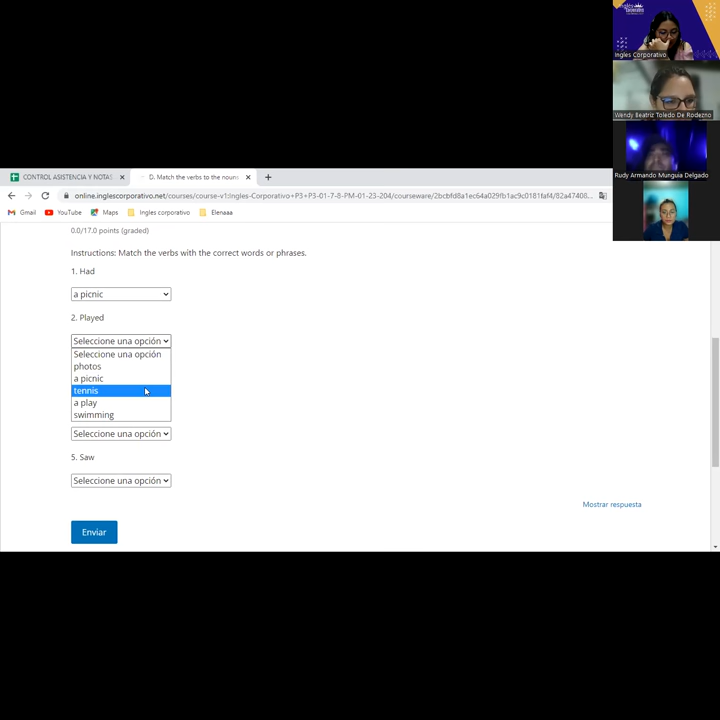 Ingles Corporativo
Wendy Beatriz Toledo De Rodezno
Rudy Armando Munguia Delgado
CONTROL ASISTENCIA Y NOTAS
D. Match the verbs to the nouns
online.inglescorporativo.net/courses/course-v1:Ingles-Corporativo+P3+P3-01-7-8-PM-01-23-204/courseware/2bcbfd8a1ec64a029fb1ac9c0181faf4/82a47408...
Gmail
YouTube
Maps
Ingles corporativo
Elenaaa
0.0/17.0 points (graded)
Instructions: Match the verbs with the correct words or phrases.
1. Had
a picnic
2. Played
Seleccione una opción
Seleccione una opción
photos
a picnic
tennis
a play
swimming
Seleccione una opción
5. Saw
Seleccione una opción
Mostrar respuesta
Enviar